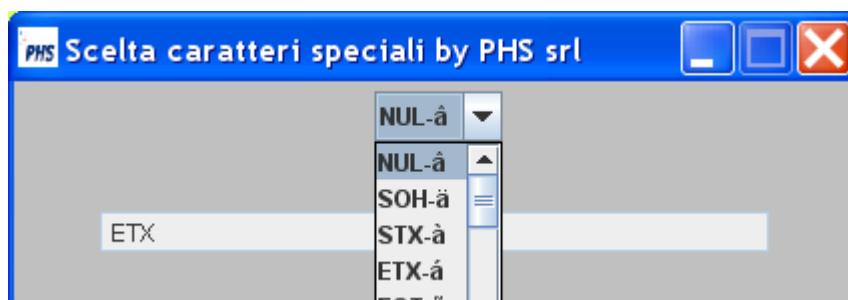 PHS Scelta caratteri speciali by PHS srl
NUL-â
NUL-â
SOH-ä
ETX
STX-à
ETX-á